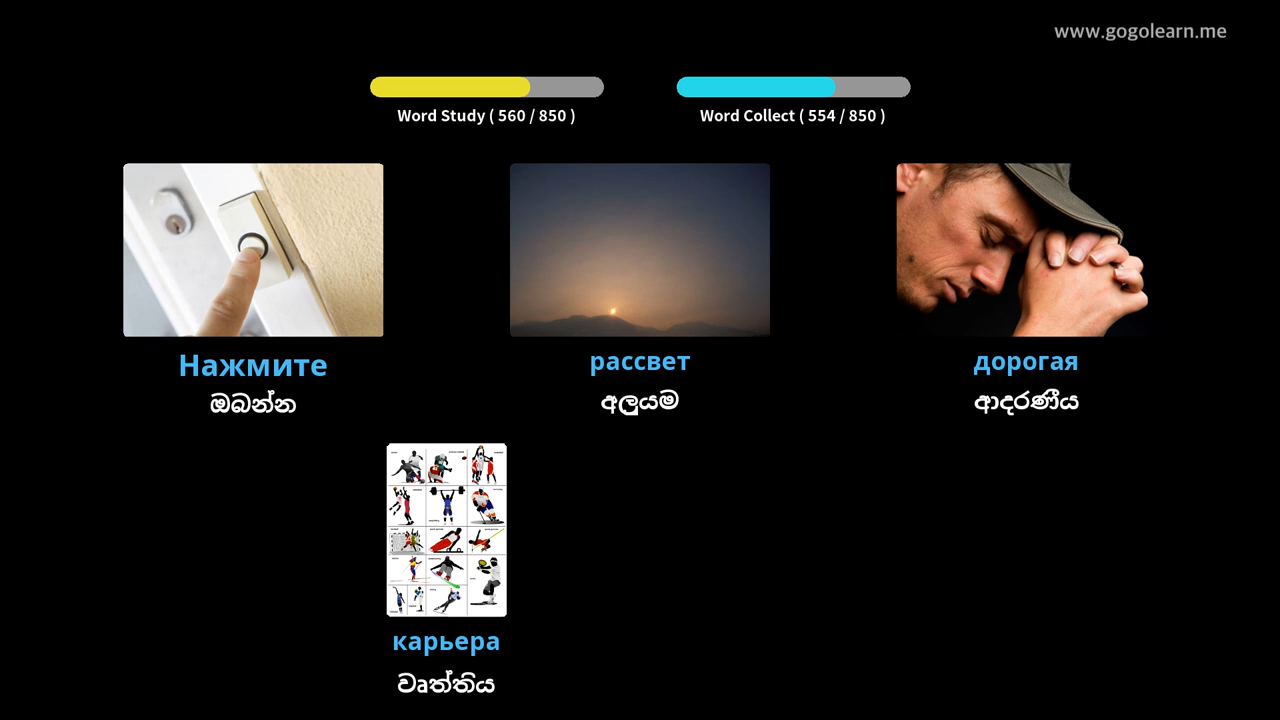 www.gogolearn.me
Word Study ( 560 / 850 )
Word Collect ( 554 / 850 )
Нажмите
ඔබන්න
рассвет
අලුයම
дорогая
ආදරණීය
карьера
වෘත්තිය